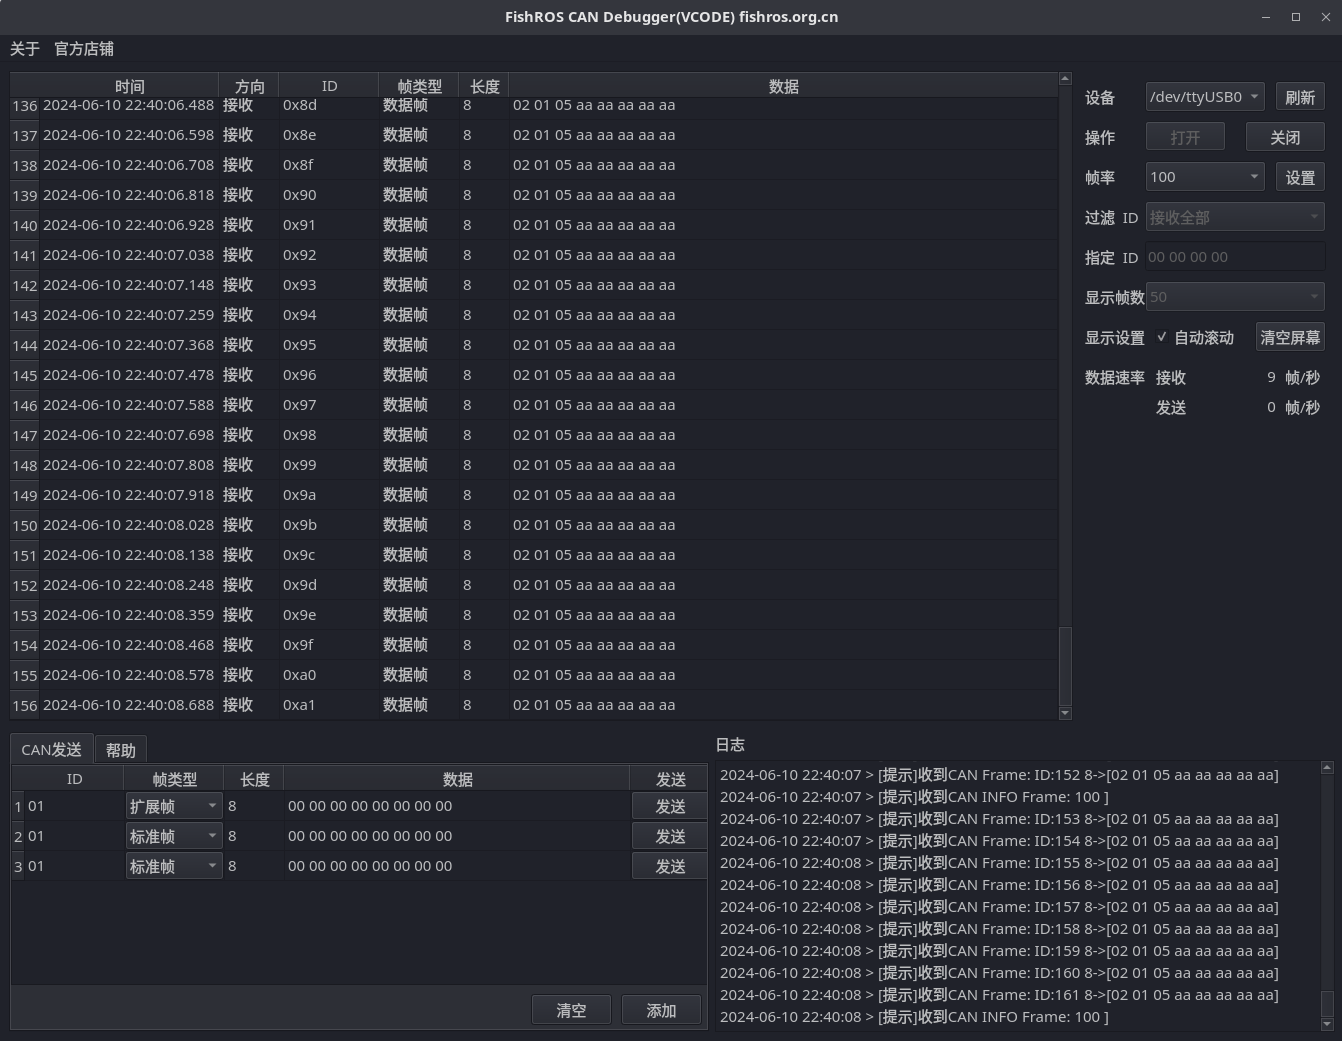 FishROS CAN Debugger(VCODE) fishros.org.cn
关于 官方店铺
时间 方向 ID 帧类型 长度 数据
136 2024-06-10 22:40:06.488 接收 0x8d 数据帧 8 02 01 05 aa aa aa aa aa
137 2024-06-10 22:40:06.598 接收 0x8e 数据帧 8 02 01 05 aa aa aa aa aa
138 2024-06-10 22:40:06.708 接收 0x8f 数据帧 8 02 01 05 aa aa aa aa aa
139 2024-06-10 22:40:06.818 接收 0x90 数据帧 8 02 01 05 aa aa aa aa aa
140 2024-06-10 22:40:06.928 接收 0x91 数据帧 8 02 01 05 aa aa aa aa aa
141 2024-06-10 22:40:07.038 接收 0x92 数据帧 8 02 01 05 aa aa aa aa aa
142 2024-06-10 22:40:07.148 接收 0x93 数据帧 8 02 01 05 aa aa aa aa aa
143 2024-06-10 22:40:07.259 接收 0x94 数据帧 8 02 01 05 aa aa aa aa aa
144 2024-06-10 22:40:07.368 接收 0x95 数据帧 8 02 01 05 aa aa aa aa aa
145 2024-06-10 22:40:07.478 接收 0x96 数据帧 8 02 01 05 aa aa aa aa aa
146 2024-06-10 22:40:07.588 接收 0x97 数据帧 8 02 01 05 aa aa aa aa aa
147 2024-06-10 22:40:07.698 接收 0x98 数据帧 8 02 01 05 aa aa aa aa aa
148 2024-06-10 22:40:07.808 接收 0x99 数据帧 8 02 01 05 aa aa aa aa aa
149 2024-06-10 22:40:07.918 接收 0x9a 数据帧 8 02 01 05 aa aa aa aa aa
150 2024-06-10 22:40:08.028 接收 0x9b 数据帧 8 02 01 05 aa aa aa aa aa
151 2024-06-10 22:40:08.138 接收 0x9c 数据帧 8 02 01 05 aa aa aa aa aa
152 2024-06-10 22:40:08.248 接收 0x9d 数据帧 8 02 01 05 aa aa aa aa aa
153 2024-06-10 22:40:08.359 接收 0x9e 数据帧 8 02 01 05 aa aa aa aa aa
154 2024-06-10 22:40:08.468 接收 0x9f 数据帧 8 02 01 05 aa aa aa aa aa
155 2024-06-10 22:40:08.578 接收 0xa0 数据帧 8 02 01 05 aa aa aa aa aa
156 2024-06-10 22:40:08.688 接收 0xa1 数据帧 8 02 01 05 aa aa aa aa aa
设备 /dev/ttyUSB0 刷新
操作 打开 关闭
帧率 100 设置
过滤 ID 接收全部
指定 ID 00 00 00 00
显示帧数 50
显示设置 ✓ 自动滚动 清空屏幕
数据速率 接收 9 帧/秒
发送 0 帧/秒
CAN发送 帮助
ID 帧类型 长度 数据 发送
1 01 扩展帧 8 00 00 00 00 00 00 00 00 发送
2 01 标准帧 8 00 00 00 00 00 00 00 00 发送
3 01 标准帧 8 00 00 00 00 00 00 00 00 发送
清空 添加
日志
2024-06-10 22:40:07 > [提示]收到CAN Frame: ID:152 8->[02 01 05 aa aa aa aa aa]
2024-06-10 22:40:07 > [提示]收到CAN INFO Frame: 100 ]
2024-06-10 22:40:07 > [提示]收到CAN Frame: ID:153 8->[02 01 05 aa aa aa aa aa]
2024-06-10 22:40:07 > [提示]收到CAN Frame: ID:154 8->[02 01 05 aa aa aa aa aa]
2024-06-10 22:40:08 > [提示]收到CAN Frame: ID:155 8->[02 01 05 aa aa aa aa aa]
2024-06-10 22:40:08 > [提示]收到CAN Frame: ID:156 8->[02 01 05 aa aa aa aa aa]
2024-06-10 22:40:08 > [提示]收到CAN Frame: ID:157 8->[02 01 05 aa aa aa aa aa]
2024-06-10 22:40:08 > [提示]收到CAN Frame: ID:158 8->[02 01 05 aa aa aa aa aa]
2024-06-10 22:40:08 > [提示]收到CAN Frame: ID:159 8->[02 01 05 aa aa aa aa aa]
2024-06-10 22:40:08 > [提示]收到CAN Frame: ID:160 8->[02 01 05 aa aa aa aa aa]
2024-06-10 22:40:08 > [提示]收到CAN Frame: ID:161 8->[02 01 05 aa aa aa aa aa]
2024-06-10 22:40:08 > [提示]收到CAN INFO Frame: 100 ]